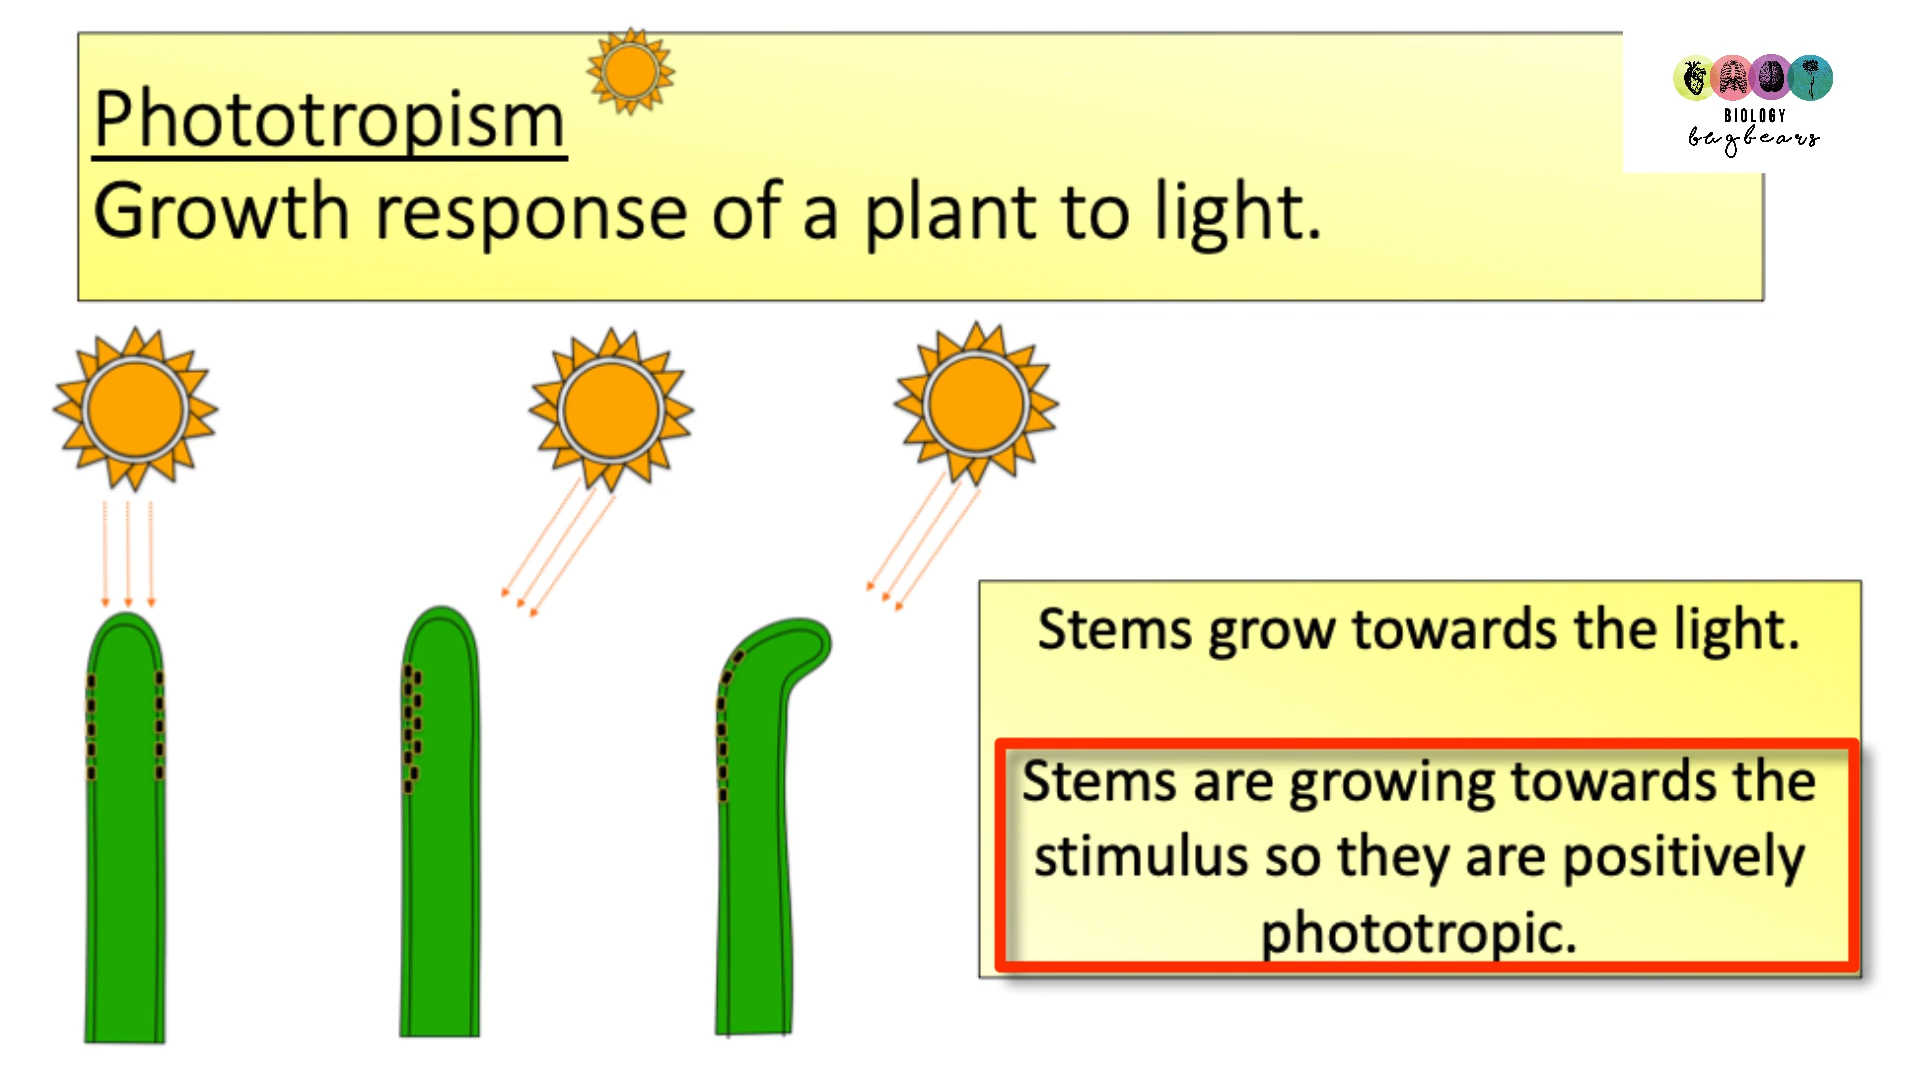 Phototropism
Growth response of a plant to light.
BIOLOGY
bugbears
Stems grow towards the light.
Stems are growing towards the
stimulus so they are positively
phototropic.